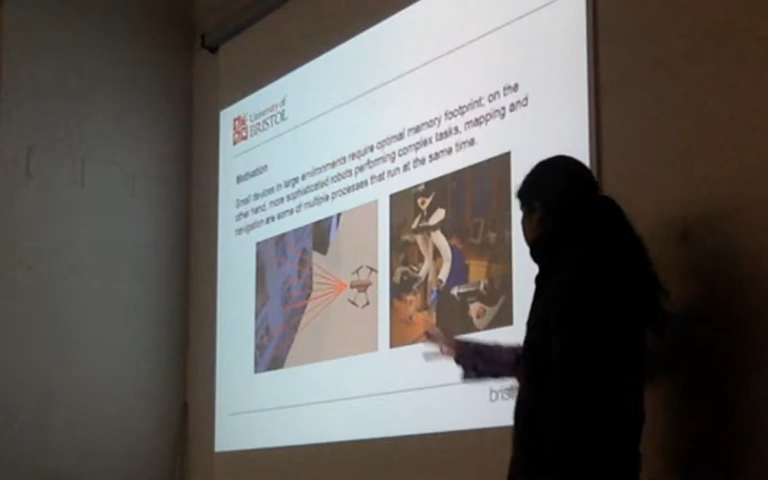 University of
BRISTOL
Motivation
Small devices in large environments require optimal memory footprint; on the
other hand, more sophisticated robots performing complex tasks, mapping and
navigation are some of multiple processes that run at the same time.